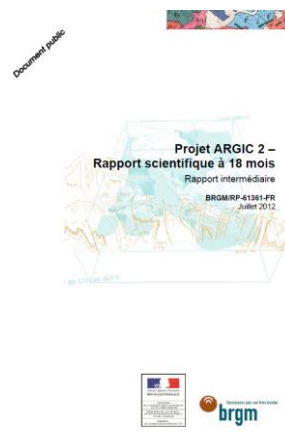 Document public
Projet ARGIC 2 –
Rapport scientifique à 18 mois
Rapport intermédiaire
BRGM/RP-61361-FR
Juillet 2012
brgm